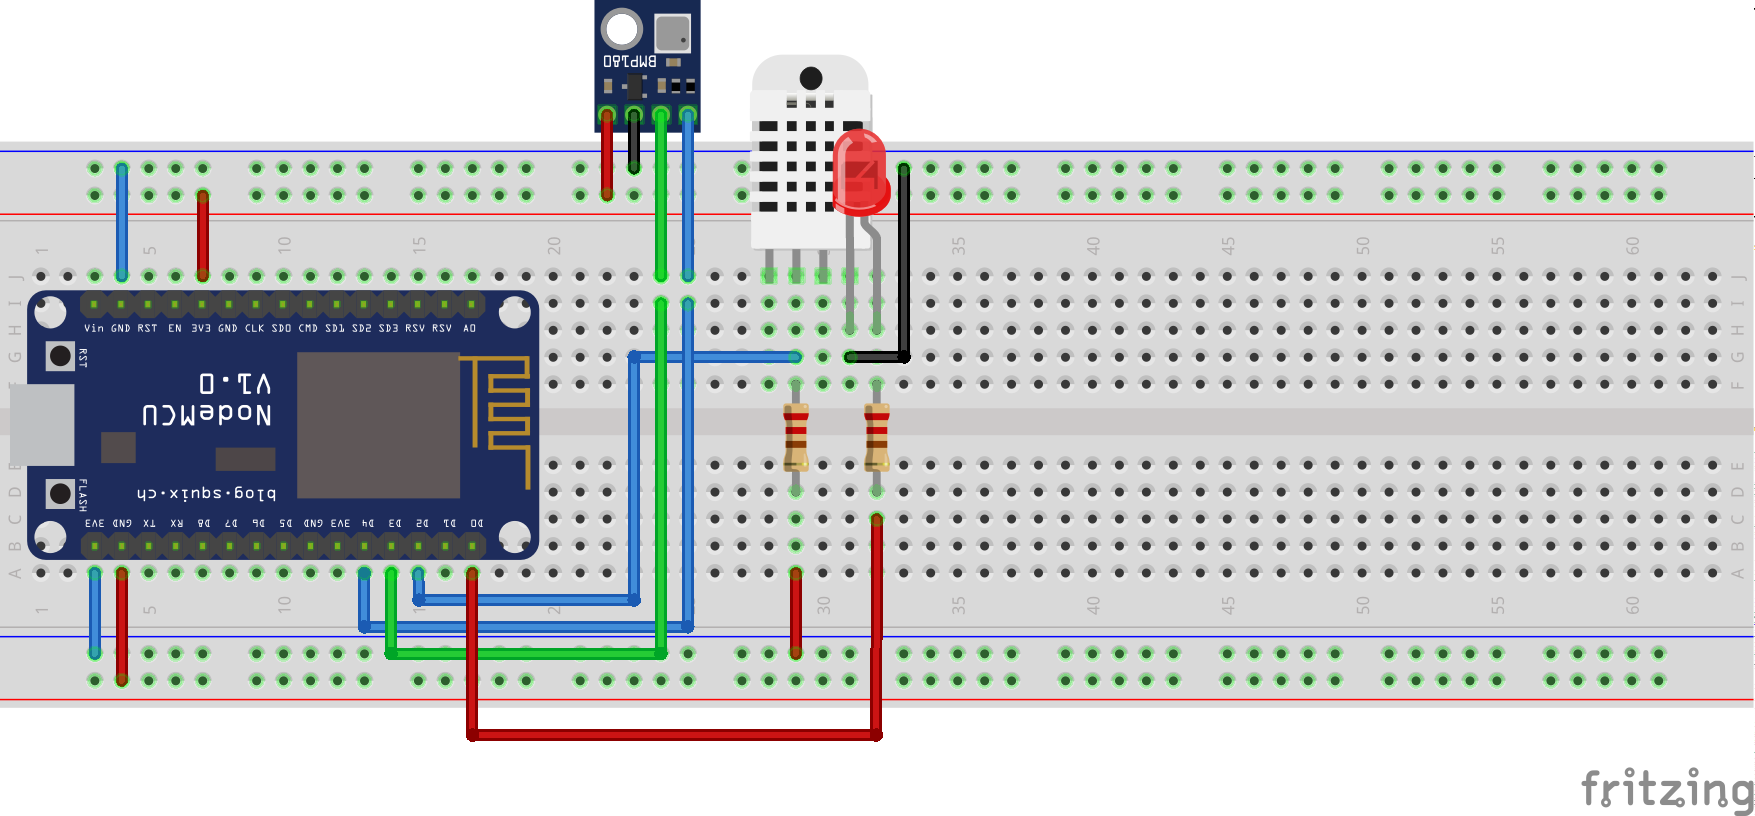 BMP180
1 5 10 15 20 35 40 45 50 55 60
J J
I I
H H
G G
F
Vin GND RST EN 3V3 GND CLK SD0 CMD SD1 SD2 SD3 RSV RSV A0
RST
V1.0
NodeMCU
blog.squix.ch
FLASH
3V3 GND TX RX D8 D7 D6 D5 GND 3V3 D4 D3 D2 D1 D0
F
E
D D
C C
B B
A A
1 5 10 30 35 40 45 50 55 60
fritzing